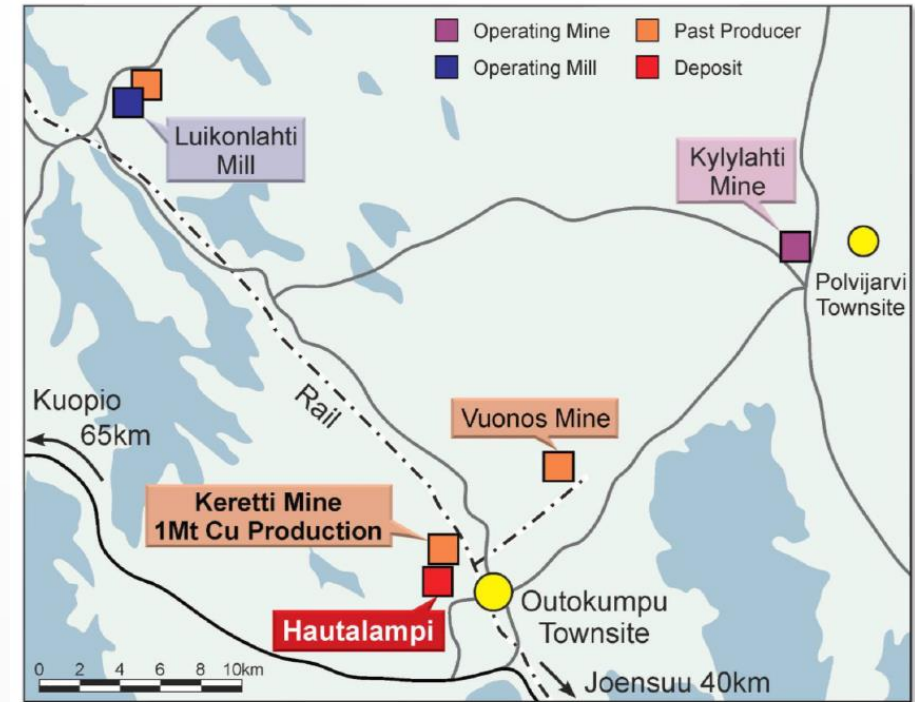 Operating Mine
Past Producer
Operating Mill
Deposit
Luikonlahti
Mill
Kylylahti
Mine
Polvijarvi
Townsite
Rail
Kuopio
65km
Vuonos Mine
Keretti Mine
1Mt Cu Production
Hautalampi
Outokumpu
Townsite
0 2 4 6 8 10km
Joensuu 40km